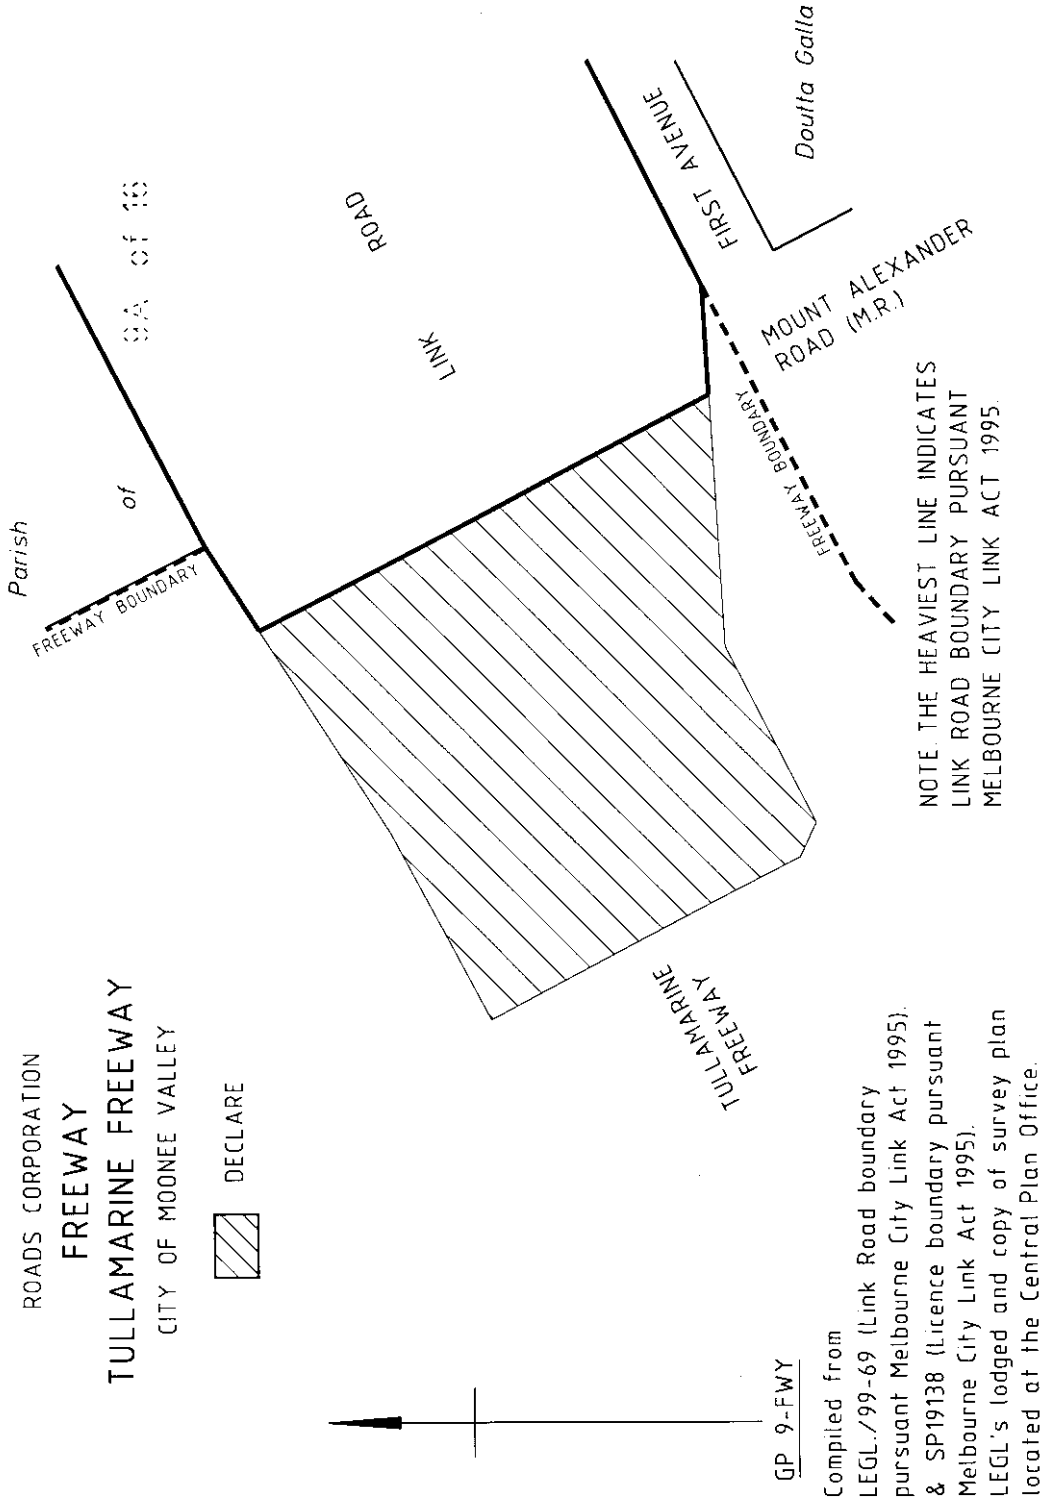 ROADS CORPORATION
FREEWAY
TULLAMARINE FREEWAY
CITY OF MOONEE VALLEY
DECLARE
Parish
of
Doutta Galla
9A of 16
FREEWAY BOUNDARY
LINK
ROAD
FIRST AVENUE
FREEWAY BOUNDARY
MOUNT ALEXANDER
ROAD (M.R.)
TULLAMARINE
FREEWAY
NOTE. THE HEAVIEST LINE INDICATES
LINK ROAD BOUNDARY PURSUANT
MELBOURNE CITY LINK ACT 1995.
GP 9-FWY
Compiled from
LEGL./99-69 (Link Road boundary
pursuant Melbourne City Link Act 1995).
& SP19138 (Licence boundary pursuant
Melbourne City Link Act 1995).
LEGL's lodged and copy of survey plan
located at the Central Plan Office.